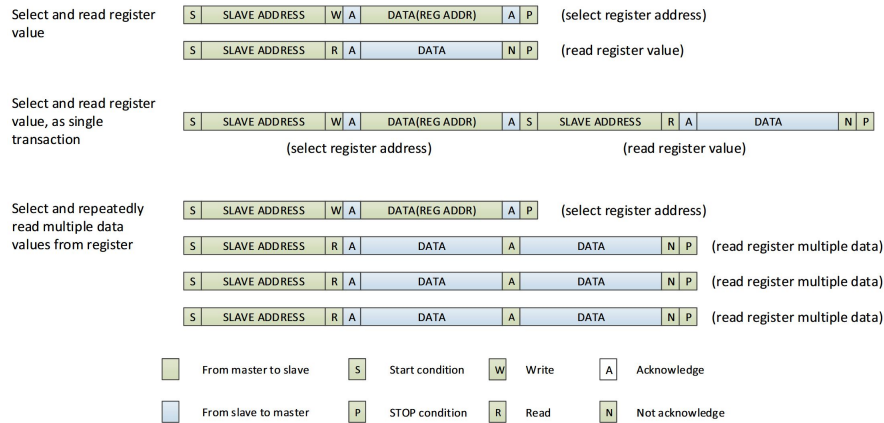 Select and read register
value
S SLAVE ADDRESS W A DATA(REG ADDR) A P (select register address)
S SLAVE ADDRESS R A DATA N P (read register value)
Select and read register
value, as single
transaction
S SLAVE ADDRESS W A DATA(REG ADDR) A S SLAVE ADDRESS R A DATA N P
(select register address) (read register value)
Select and repeatedly
read multiple data
values from register
S SLAVE ADDRESS W A DATA(REG ADDR) A P (select register address)
S SLAVE ADDRESS R A DATA A DATA N P (read register multiple data)
S SLAVE ADDRESS R A DATA A DATA N P (read register multiple data)
S SLAVE ADDRESS R A DATA A DATA N P (read register multiple data)
From master to slave S Start condition W Write A Acknowledge
From slave to master P STOP condition R Read N Not acknowledge